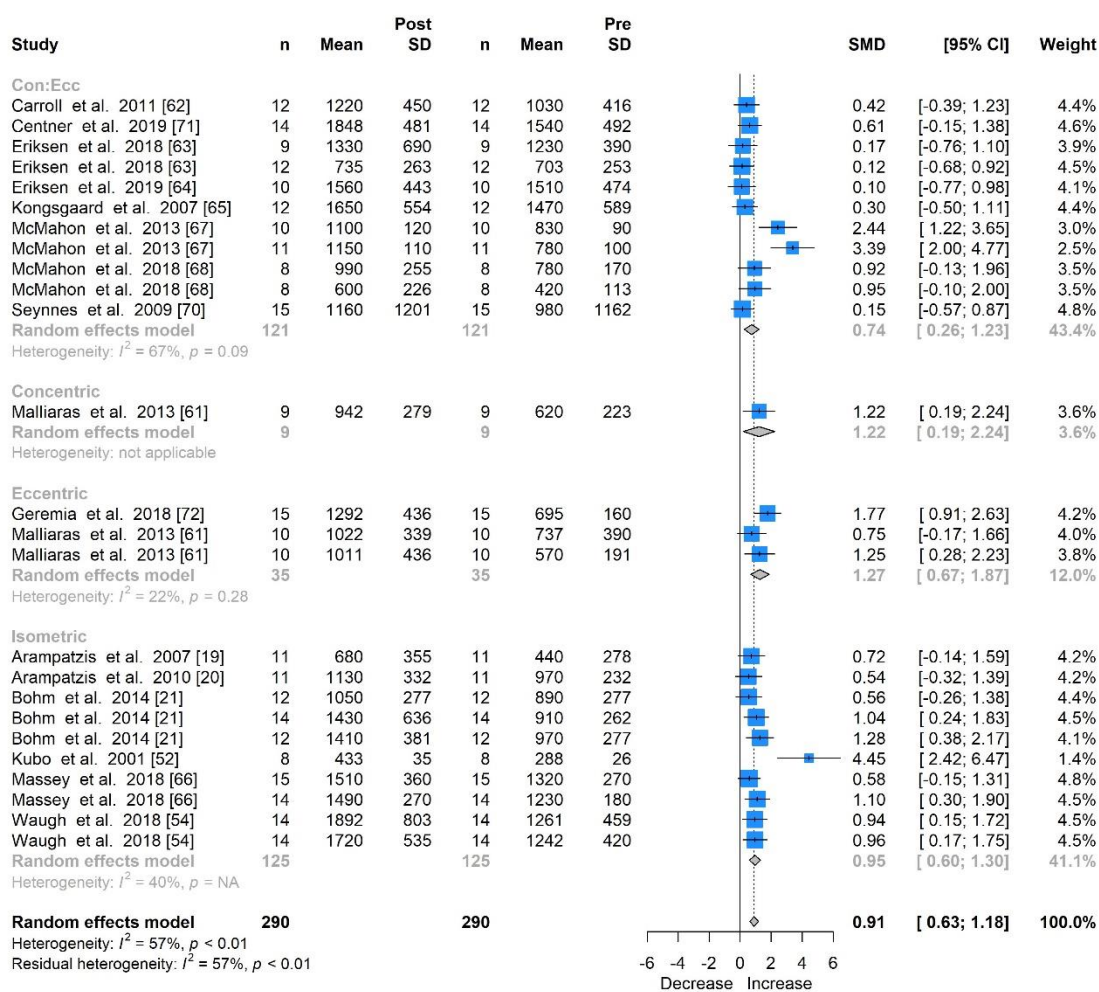 Post Pre
Study n Mean SD n Mean SD SMD [95% CI] Weight
Con:Ecc
Carroll et al. 2011 [62] 12 1220 450 12 1030 416 0.42 [-0.39; 1.23] 4.4%
Centner et al. 2019 [71] 14 1848 481 14 1540 492 0.61 [-0.15; 1.38] 4.6%
Eriksen et al. 2018 [63] 9 1330 690 9 1230 390 0.17 [-0.76; 1.10] 3.9%
Eriksen et al. 2018 [63] 12 735 263 12 703 253 0.12 [-0.68; 0.92] 4.5%
Eriksen et al. 2019 [64] 10 1560 443 10 1510 474 0.10 [-0.77; 0.98] 4.1%
Kongsgaard et al. 2007 [65] 12 1650 554 12 1470 589 0.30 [-0.50; 1.11] 4.4%
McMahon et al. 2013 [67] 10 1100 120 10 830 90 2.44 [ 1.22; 3.65] 3.0%
McMahon et al. 2013 [67] 11 1150 110 11 780 100 3.39 [ 2.00; 4.77] 2.5%
McMahon et al. 2018 [68] 8 990 255 8 780 170 0.92 [-0.13; 1.96] 3.5%
McMahon et al. 2018 [68] 8 600 226 8 420 113 0.95 [-0.10; 2.00] 3.5%
Seynnes et al. 2009 [70] 15 1160 1201 15 980 1162 0.15 [-0.57; 0.87] 4.8%
Random effects model 121 121 0.74 [ 0.26; 1.23] 43.4%
Heterogeneity: I² = 67%, p = 0.09
Concentric
Malliaras et al. 2013 [61] 9 942 279 9 620 223 1.22 [ 0.19; 2.24] 3.6%
Random effects model 9 9 1.22 [ 0.19; 2.24] 3.6%
Heterogeneity: not applicable
Eccentric
Geremia et al. 2018 [72] 15 1292 436 15 695 160 1.77 [ 0.91; 2.63] 4.2%
Malliaras et al. 2013 [61] 10 1022 339 10 737 390 0.75 [-0.17; 1.66] 4.0%
Malliaras et al. 2013 [61] 10 1011 436 10 570 191 1.25 [ 0.28; 2.23] 3.8%
Random effects model 35 35 1.27 [ 0.67; 1.87] 12.0%
Heterogeneity: I² = 22%, p = 0.28
Isometric
Arampatzis et al. 2007 [19] 11 680 355 11 440 278 0.72 [-0.14; 1.59] 4.2%
Arampatzis et al. 2010 [20] 11 1130 332 11 970 232 0.54 [-0.32; 1.39] 4.2%
Bohm et al. 2014 [21] 12 1050 277 12 890 277 0.56 [-0.26; 1.38] 4.4%
Bohm et al. 2014 [21] 14 1430 636 14 910 262 1.04 [ 0.24; 1.83] 4.5%
Bohm et al. 2014 [21] 12 1410 381 12 970 277 1.28 [ 0.38; 2.17] 4.1%
Kubo et al. 2001 [52] 8 433 35 8 288 26 4.45 [ 2.42; 6.47] 1.4%
Massey et al. 2018 [66] 15 1510 360 15 1320 270 0.58 [-0.15; 1.31] 4.8%
Massey et al. 2018 [66] 14 1490 270 14 1230 180 1.10 [ 0.30; 1.90] 4.5%
Waugh et al. 2018 [54] 14 1892 803 14 1261 459 0.94 [ 0.15; 1.72] 4.5%
Waugh et al. 2018 [54] 14 1720 535 14 1242 420 0.96 [ 0.17; 1.75] 4.5%
Random effects model 125 125 0.95 [ 0.60; 1.30] 41.1%
Heterogeneity: I² = 40%, p = NA
Random effects model 290 290 0.91 [ 0.63; 1.18] 100.0%
Heterogeneity: I² = 57%, p < 0.01
Residual heterogeneity: I² = 57%, p < 0.01
-6 -4 -2 0 2 4 6
Decrease Increase